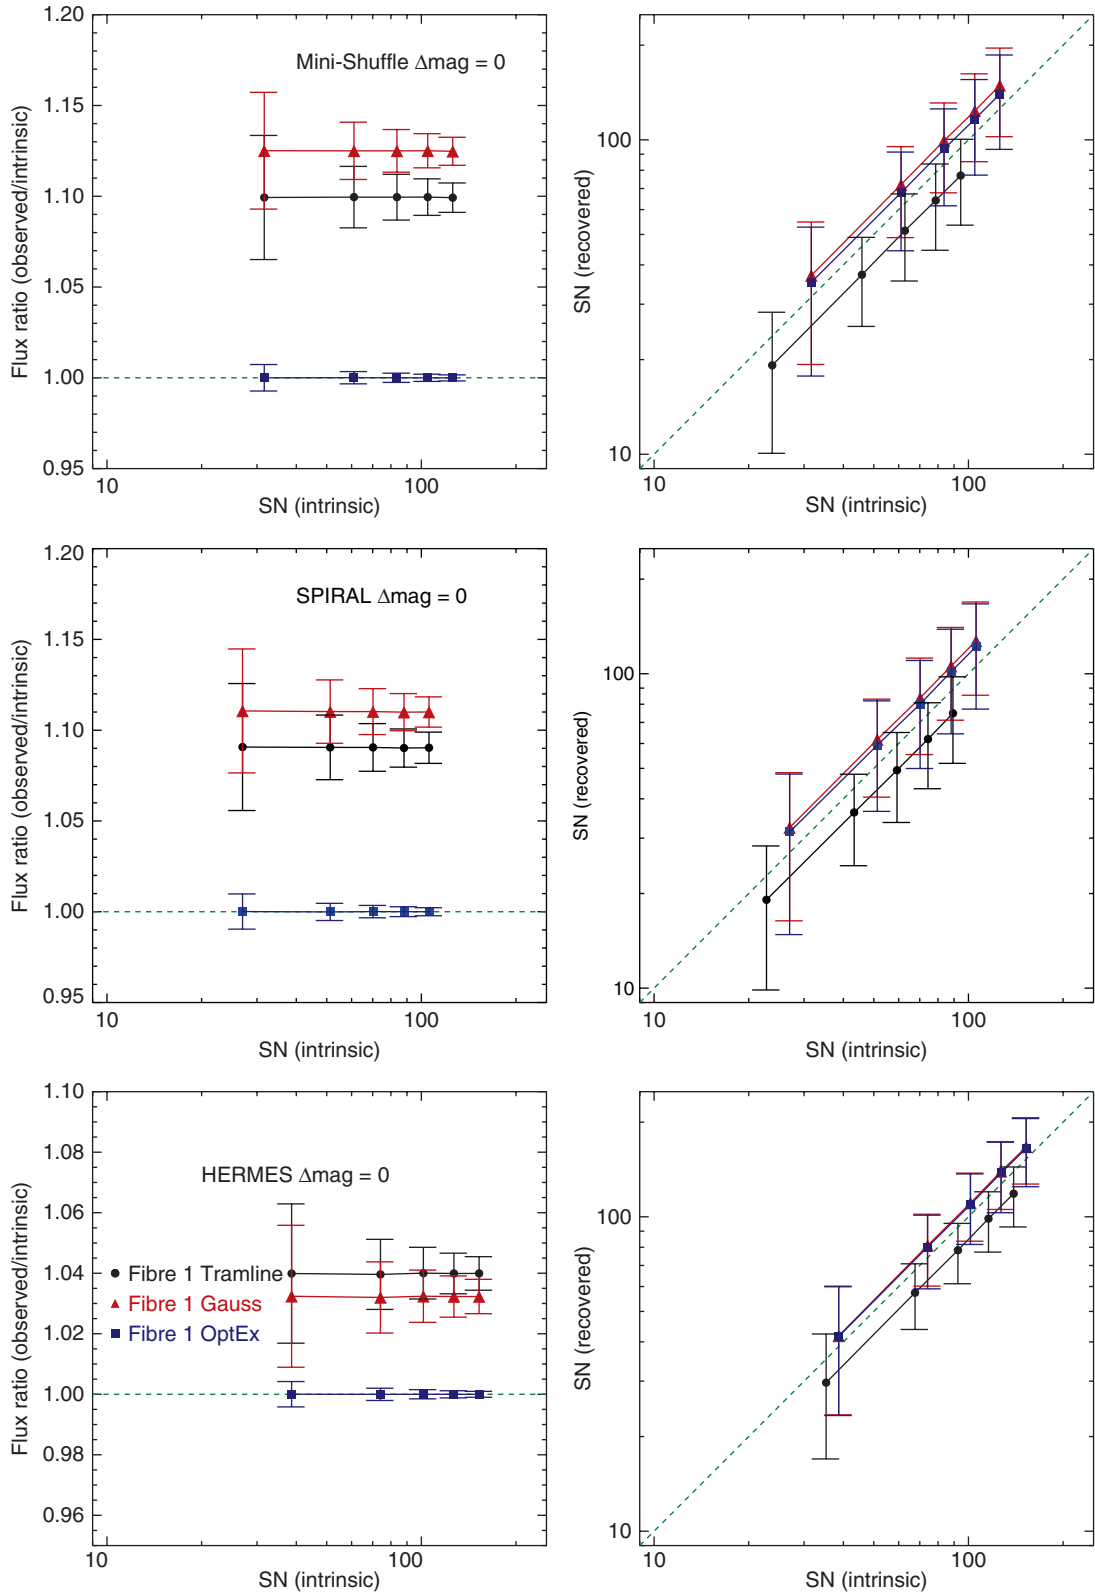 1.20
1.15
1.10
1.05
1.00
0.95
Flux ratio (observed/intrinsic)
Mini-Shuffle Δmag = 0
10
100
SN (intrinsic)
100
10
SN (recovered)
10
100
SN (intrinsic)
1.20
1.15
1.10
1.05
1.00
0.95
Flux ratio (observed/intrinsic)
SPIRAL Δmag = 0
10
100
SN (intrinsic)
100
10
SN (recovered)
10
100
SN (intrinsic)
1.10
1.08
1.06
1.04
1.02
1.00
0.98
0.96
Flux ratio (observed/intrinsic)
HERMES Δmag = 0
Fibre 1 Tramline
Fibre 1 Gauss
Fibre 1 OptEx
10
100
SN (intrinsic)
100
10
SN (recovered)
10
100
SN (intrinsic)